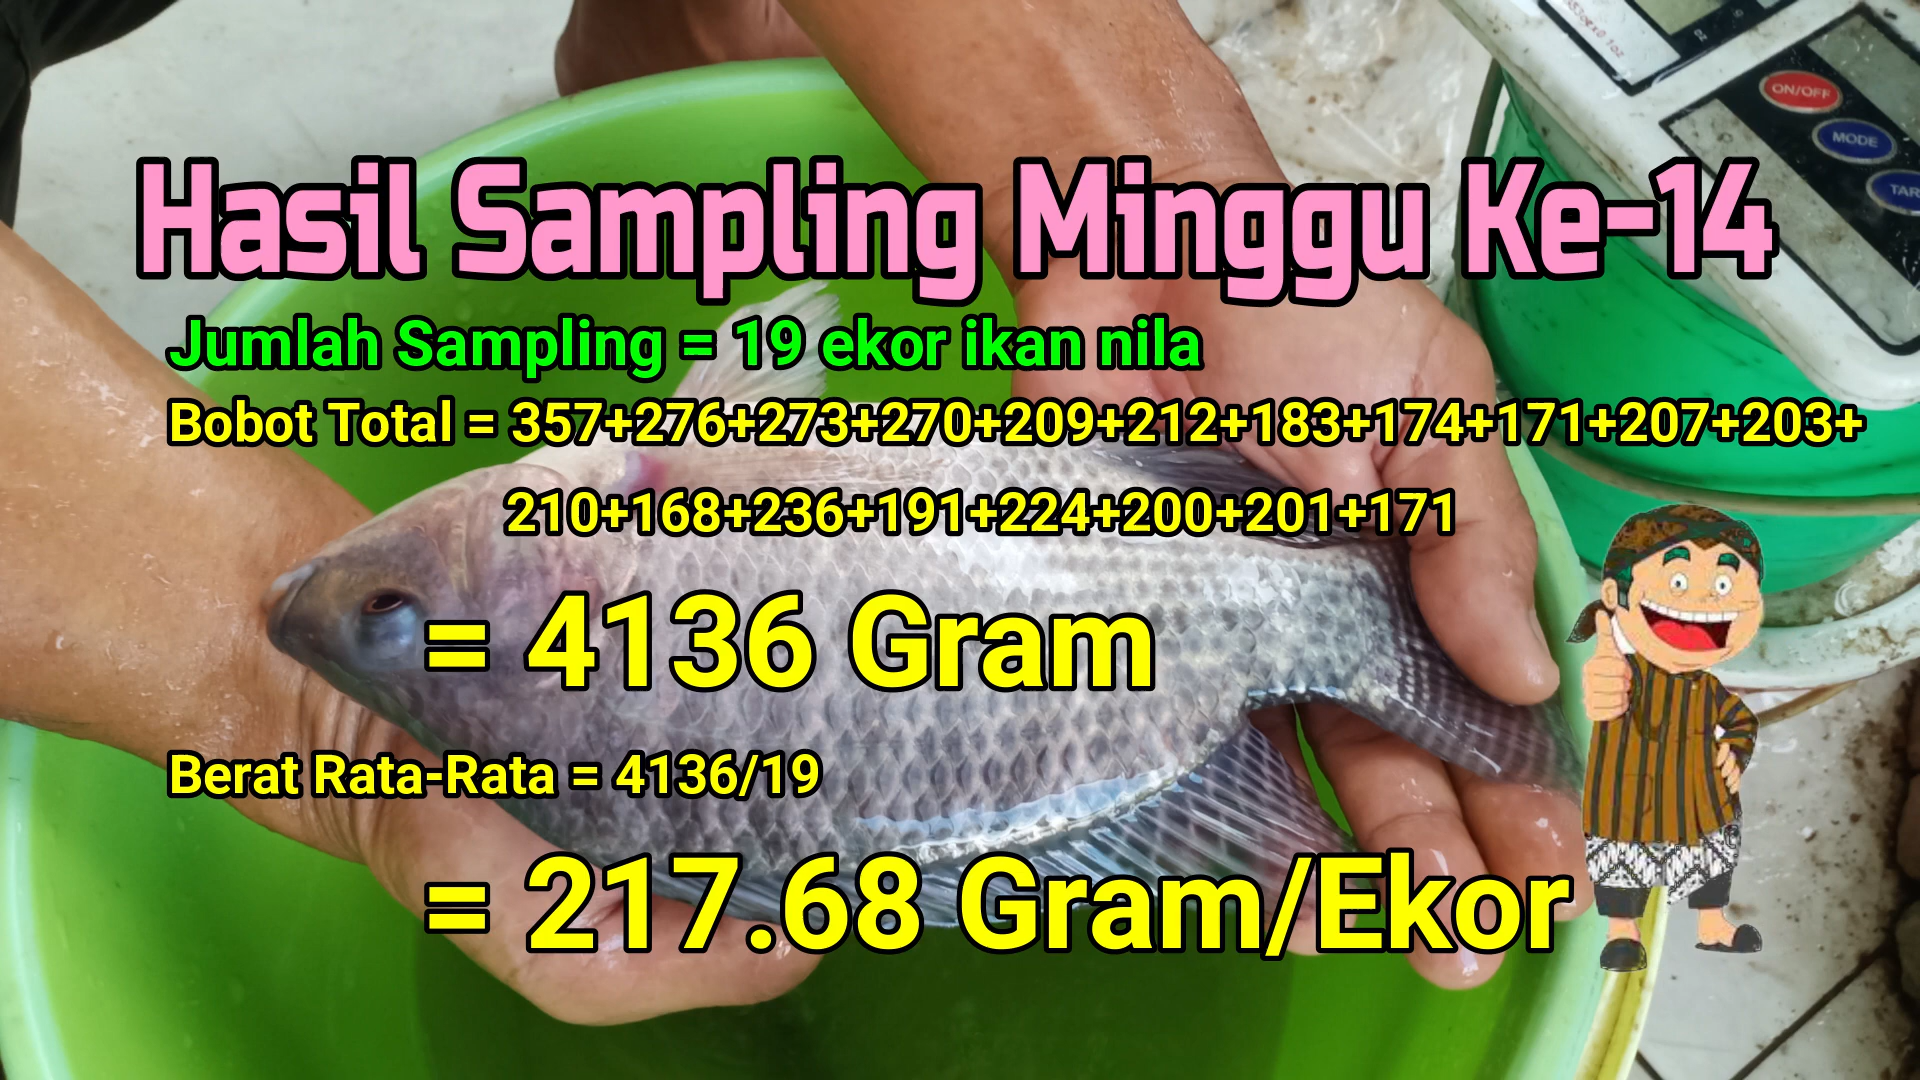 Hasil Sampling Minggu Ke-14
Jumlah Sampling = 19 ekor ikan nila
Bobot Total = 357+276+273+270+209+212+183+174+171+207+203+
210+168+236+191+224+200+201+171
= 4136 Gram
Berat Rata-Rata = 4136/19
= 217.68 Gram/Ekor
ON/OFF
MODE
TAR